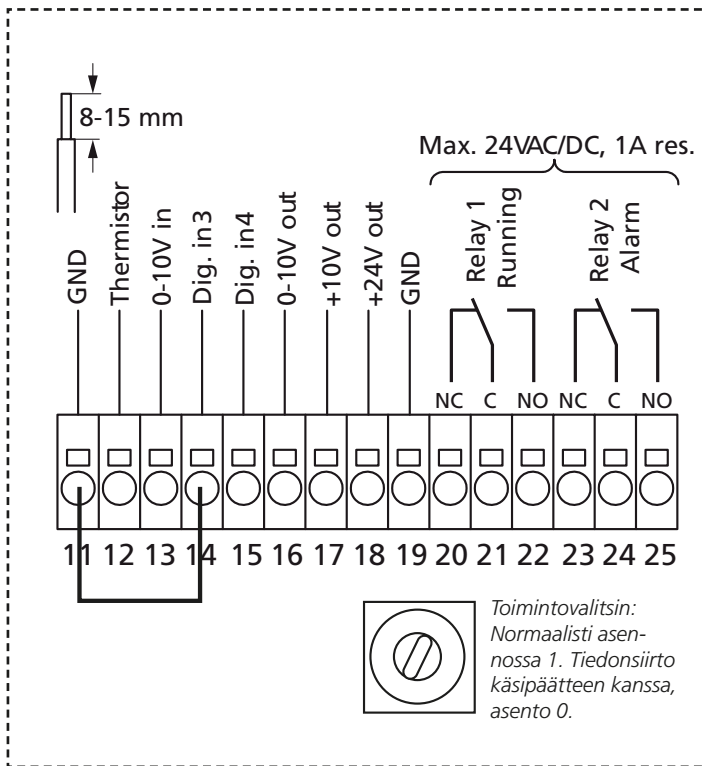 8-15 mm
Max. 24VAC/DC, 1A res.
GND
Thermistor
0-10V in
Dig. in3
Dig. in4
0-10V out
+10V out
+24V out
GND
Relay 1
Running
Relay 2
Alarm
NC C NO NC C NO
11 12 13 14 15 16 17 18 19 20 21 22 23 24 25
Toimintovalitsin:
Normaalisti asen-
nossa 1. Tiedonsiirto
käsipäätteen kanssa,
asento 0.